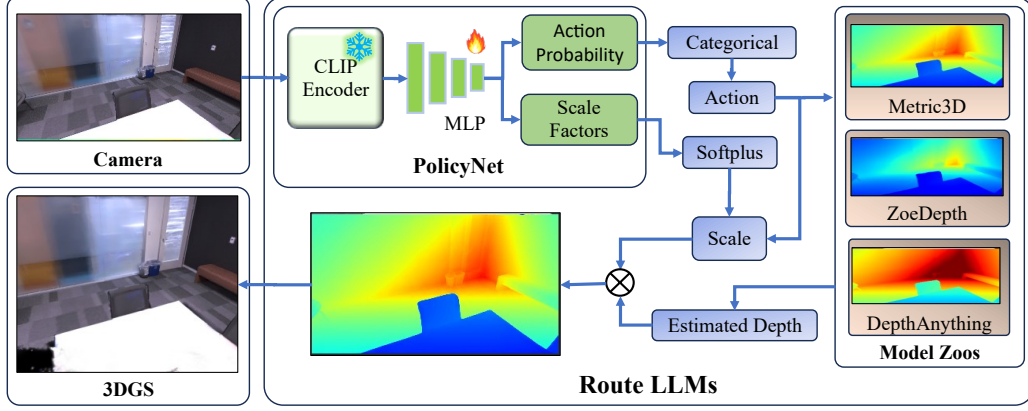 Camera
3DGS
CLIP
Encoder
MLP
Action
Probability
Scale
Factors
PolicyNet
Categorical
Action
Softplus
Scale
Estimated Depth
Metric3D
ZoeDepth
DepthAnything
Model Zoos
Route LLMs